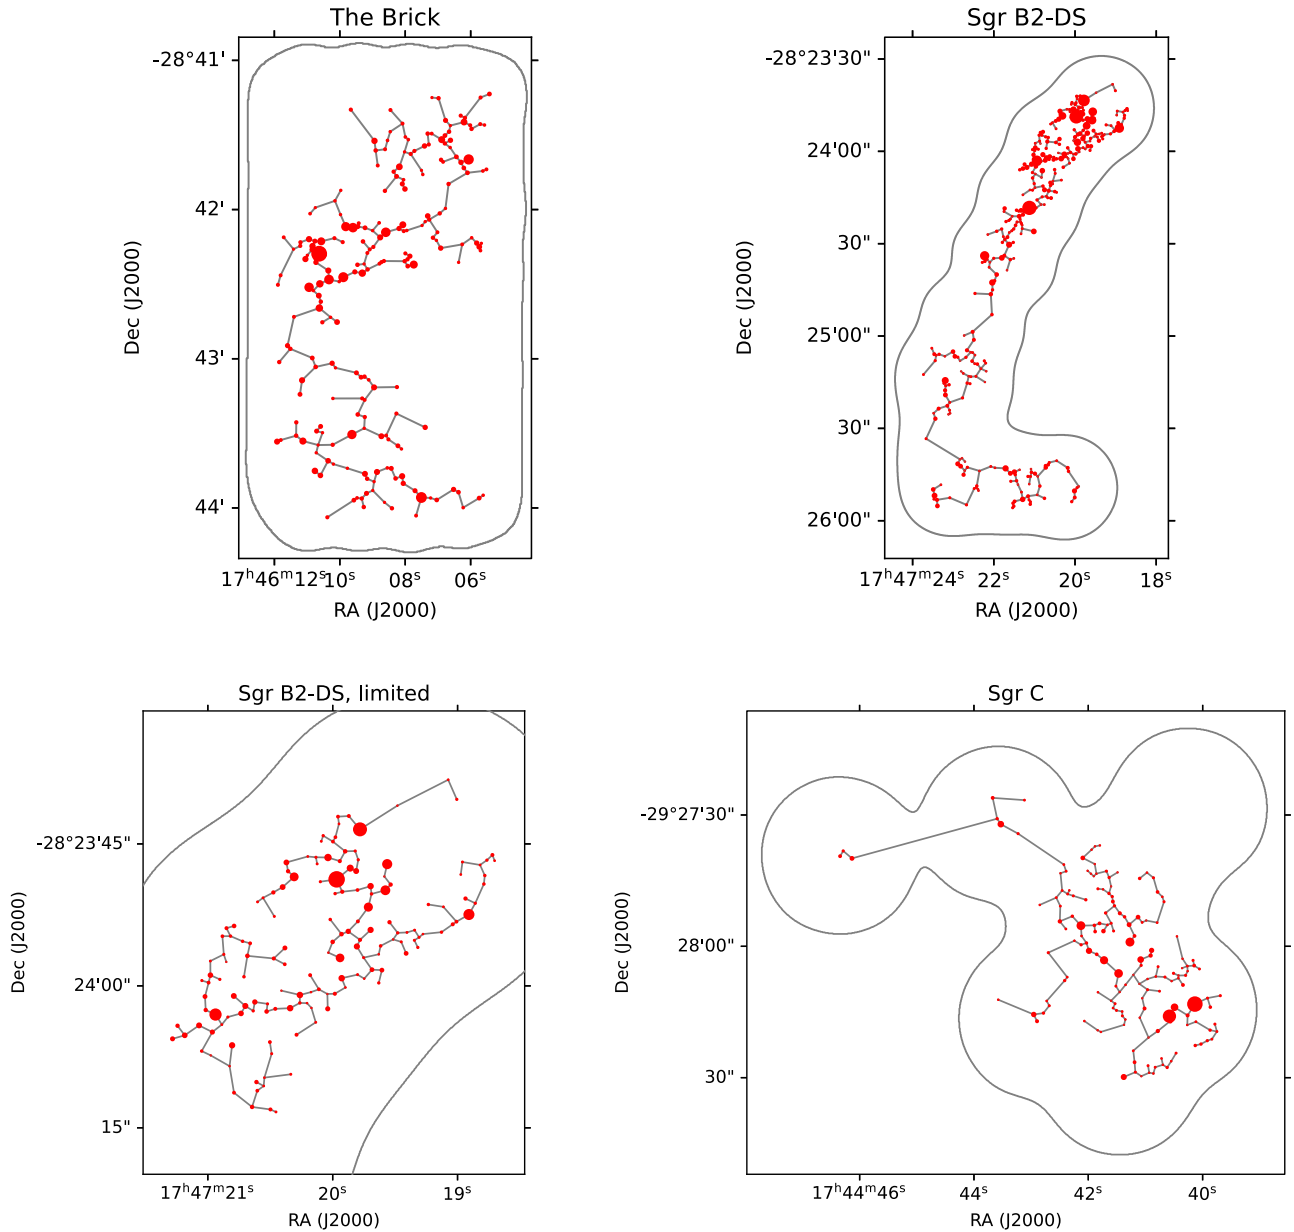 The Brick
-28°41'
42'
43'
44'
Dec (J2000)
17ʰ46ᵐ12ˢ 10ˢ 08ˢ 06ˢ
RA (J2000)
Sgr B2-DS
-28°23'30"
24'00"
30"
25'00"
30"
26'00"
Dec (J2000)
17ʰ47ᵐ24ˢ 22ˢ 20ˢ 18ˢ
RA (J2000)
Sgr B2-DS, limited
-28°23'45"
24'00"
15"
Dec (J2000)
17ʰ47ᵐ21ˢ 20ˢ 19ˢ
RA (J2000)
Sgr C
-29°27'30"
28'00"
30"
Dec (J2000)
17ʰ44ᵐ46ˢ 44ˢ 42ˢ 40ˢ
RA (J2000)